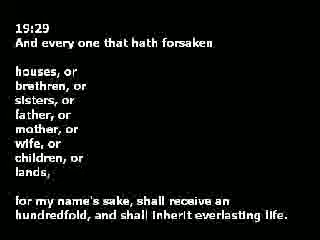 19:29
And every one that hath forsaken
houses, or
brethren, or
sisters, or
father, or
mother, or
wife, or
children, or
lands,
for my name's sake, shall receive an
hundredfold, and shall inherit everlasting life.